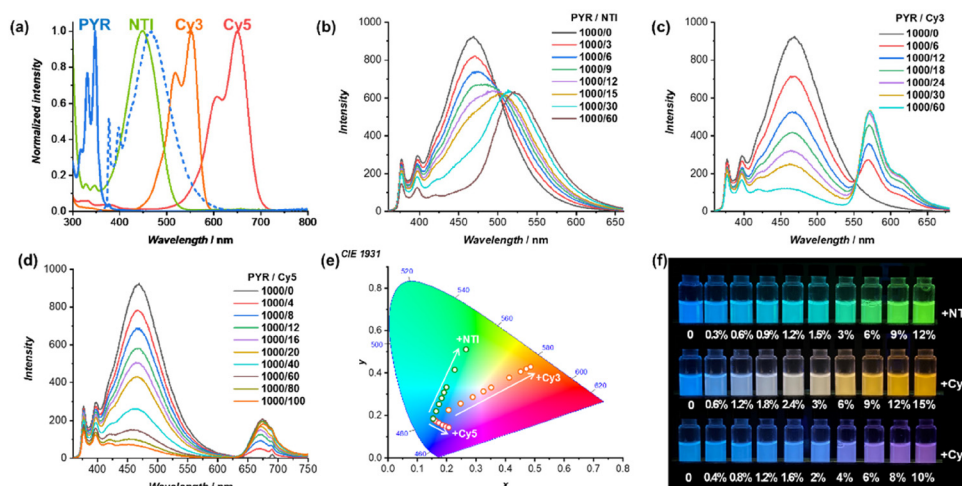 (a)
PYR NTI Cy3 Cy5
Normalized intensity
1.0
0.8
0.6
0.4
0.2
0.0
300 400 500 600 700 800
Wavelength / nm
(b)
PYR / NTI
1000/0
1000/3
1000/6
1000/9
1000/12
1000/15
1000/30
1000/60
Intensity
1000
800
600
400
200
0
400 450 500 550 600 650
Wavelength / nm
(c)
PYR / Cy3
1000/0
1000/6
1000/12
1000/18
1000/24
1000/30
1000/60
Intensity
1000
800
600
400
200
0
400 450 500 550 600 650
Wavelength / nm
(d)
PYR / Cy5
1000/0
1000/4
1000/8
1000/12
1000/16
1000/20
1000/40
1000/60
1000/80
1000/100
Intensity
1000
800
600
400
200
0
400 450 500 550 600 650 700 750
Wavelength / nm
(e)
CIE 1931
520
540
560
580
600
620
500
480
460
+NTI
+Cy3
+Cy5
y
0.8
0.6
0.4
0.2
0.0
0.0 0.1 0.2 0.3 0.4 0.5 0.6 0.7 0.8
x
(f)
+NT
0 0.3% 0.6% 0.9% 1.2% 1.5% 3% 6% 9% 12%
+Cy
0 0.6% 1.2% 1.8% 2.4% 3% 6% 9% 12% 15%
+Cy
0 0.4% 0.8% 1.2% 1.6% 2% 4% 6% 8% 10%